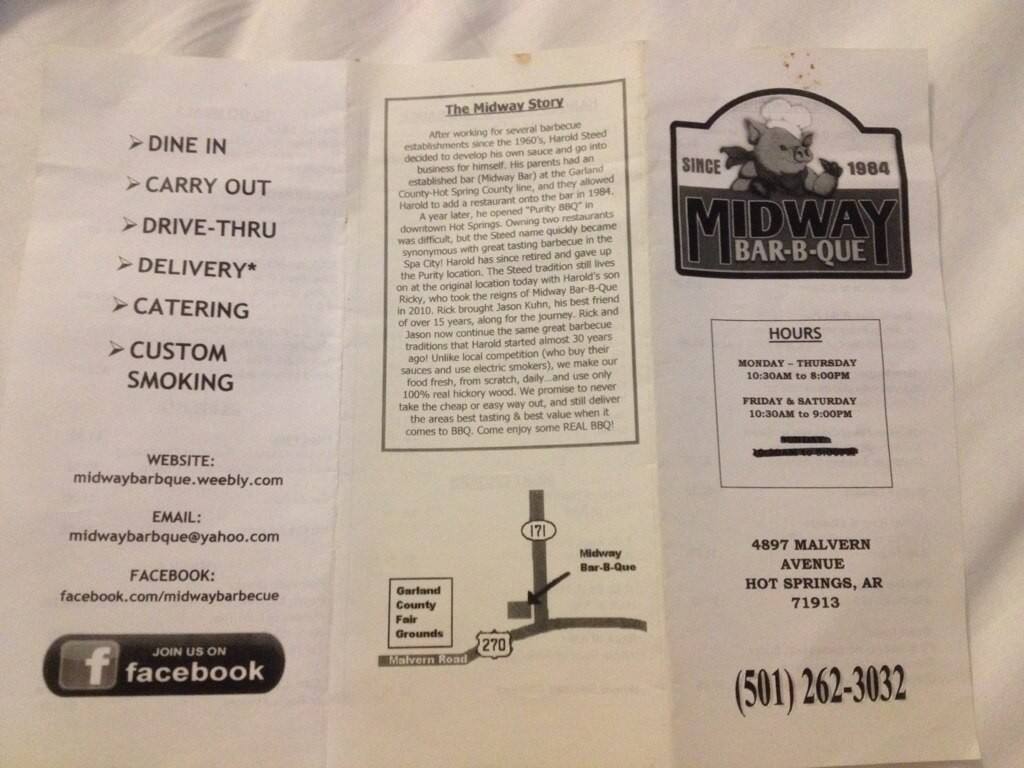 ➢ DINE IN
➢ CARRY OUT
➢ DRIVE-THRU
➢ DELIVERY*
➢ CATERING
➢ CUSTOM
SMOKING
WEBSITE:
midwaybarbque.weebly.com
EMAIL:
midwaybarbque@yahoo.com
FACEBOOK:
facebook.com/midwaybarbecue
f
JOIN US ON
facebook
The Midway Story
After working for several barbecue
establishments since the 1960's, Harold Steed
decided to develop his own sauce and go into
business for himself. His parents had an
established bar (Midway Bar) at the Garland
County-Hot Spring County line, and they allowed
Harold to add a restaurant onto the bar in 1984.
A year later, he opened "Purity BBQ" in
downtown Hot Springs. Owning two restaurants
was difficult, but the Steed name quickly became
synonymous with great tasting barbecue in the
Spa City! Harold has since retired and gave up
the Purity location. The Steed tradition still lives
on at the original location today with Harold's son
Ricky, who took the reigns of Midway Bar-B-Que
in 2010. Rick brought Jason Kuhn, his best friend
of over 15 years, along for the journey. Rick and
Jason now continue the same great barbecue
traditions that Harold started almost 30 years
ago! Unlike local competition (who buy their
sauces and use electric smokers), we make our
food fresh, from scratch, daily...and use only
100% real hickory wood. We promise to never
take the cheap or easy way out, and still deliver
the areas best tasting & best value when it
comes to BBQ. Come enjoy some REAL BBQ!
171
Midway
Bar-B-Que
Garland
County
Fair
Grounds
270
Malvern Road
SINCE 1984
MIDWAY
BAR-B-QUE
HOURS
MONDAY – THURSDAY
10:30AM to 8:00PM
FRIDAY & SATURDAY
10:30AM to 9:00PM
4897 MALVERN
AVENUE
HOT SPRINGS, AR
71913
(501) 262-3032